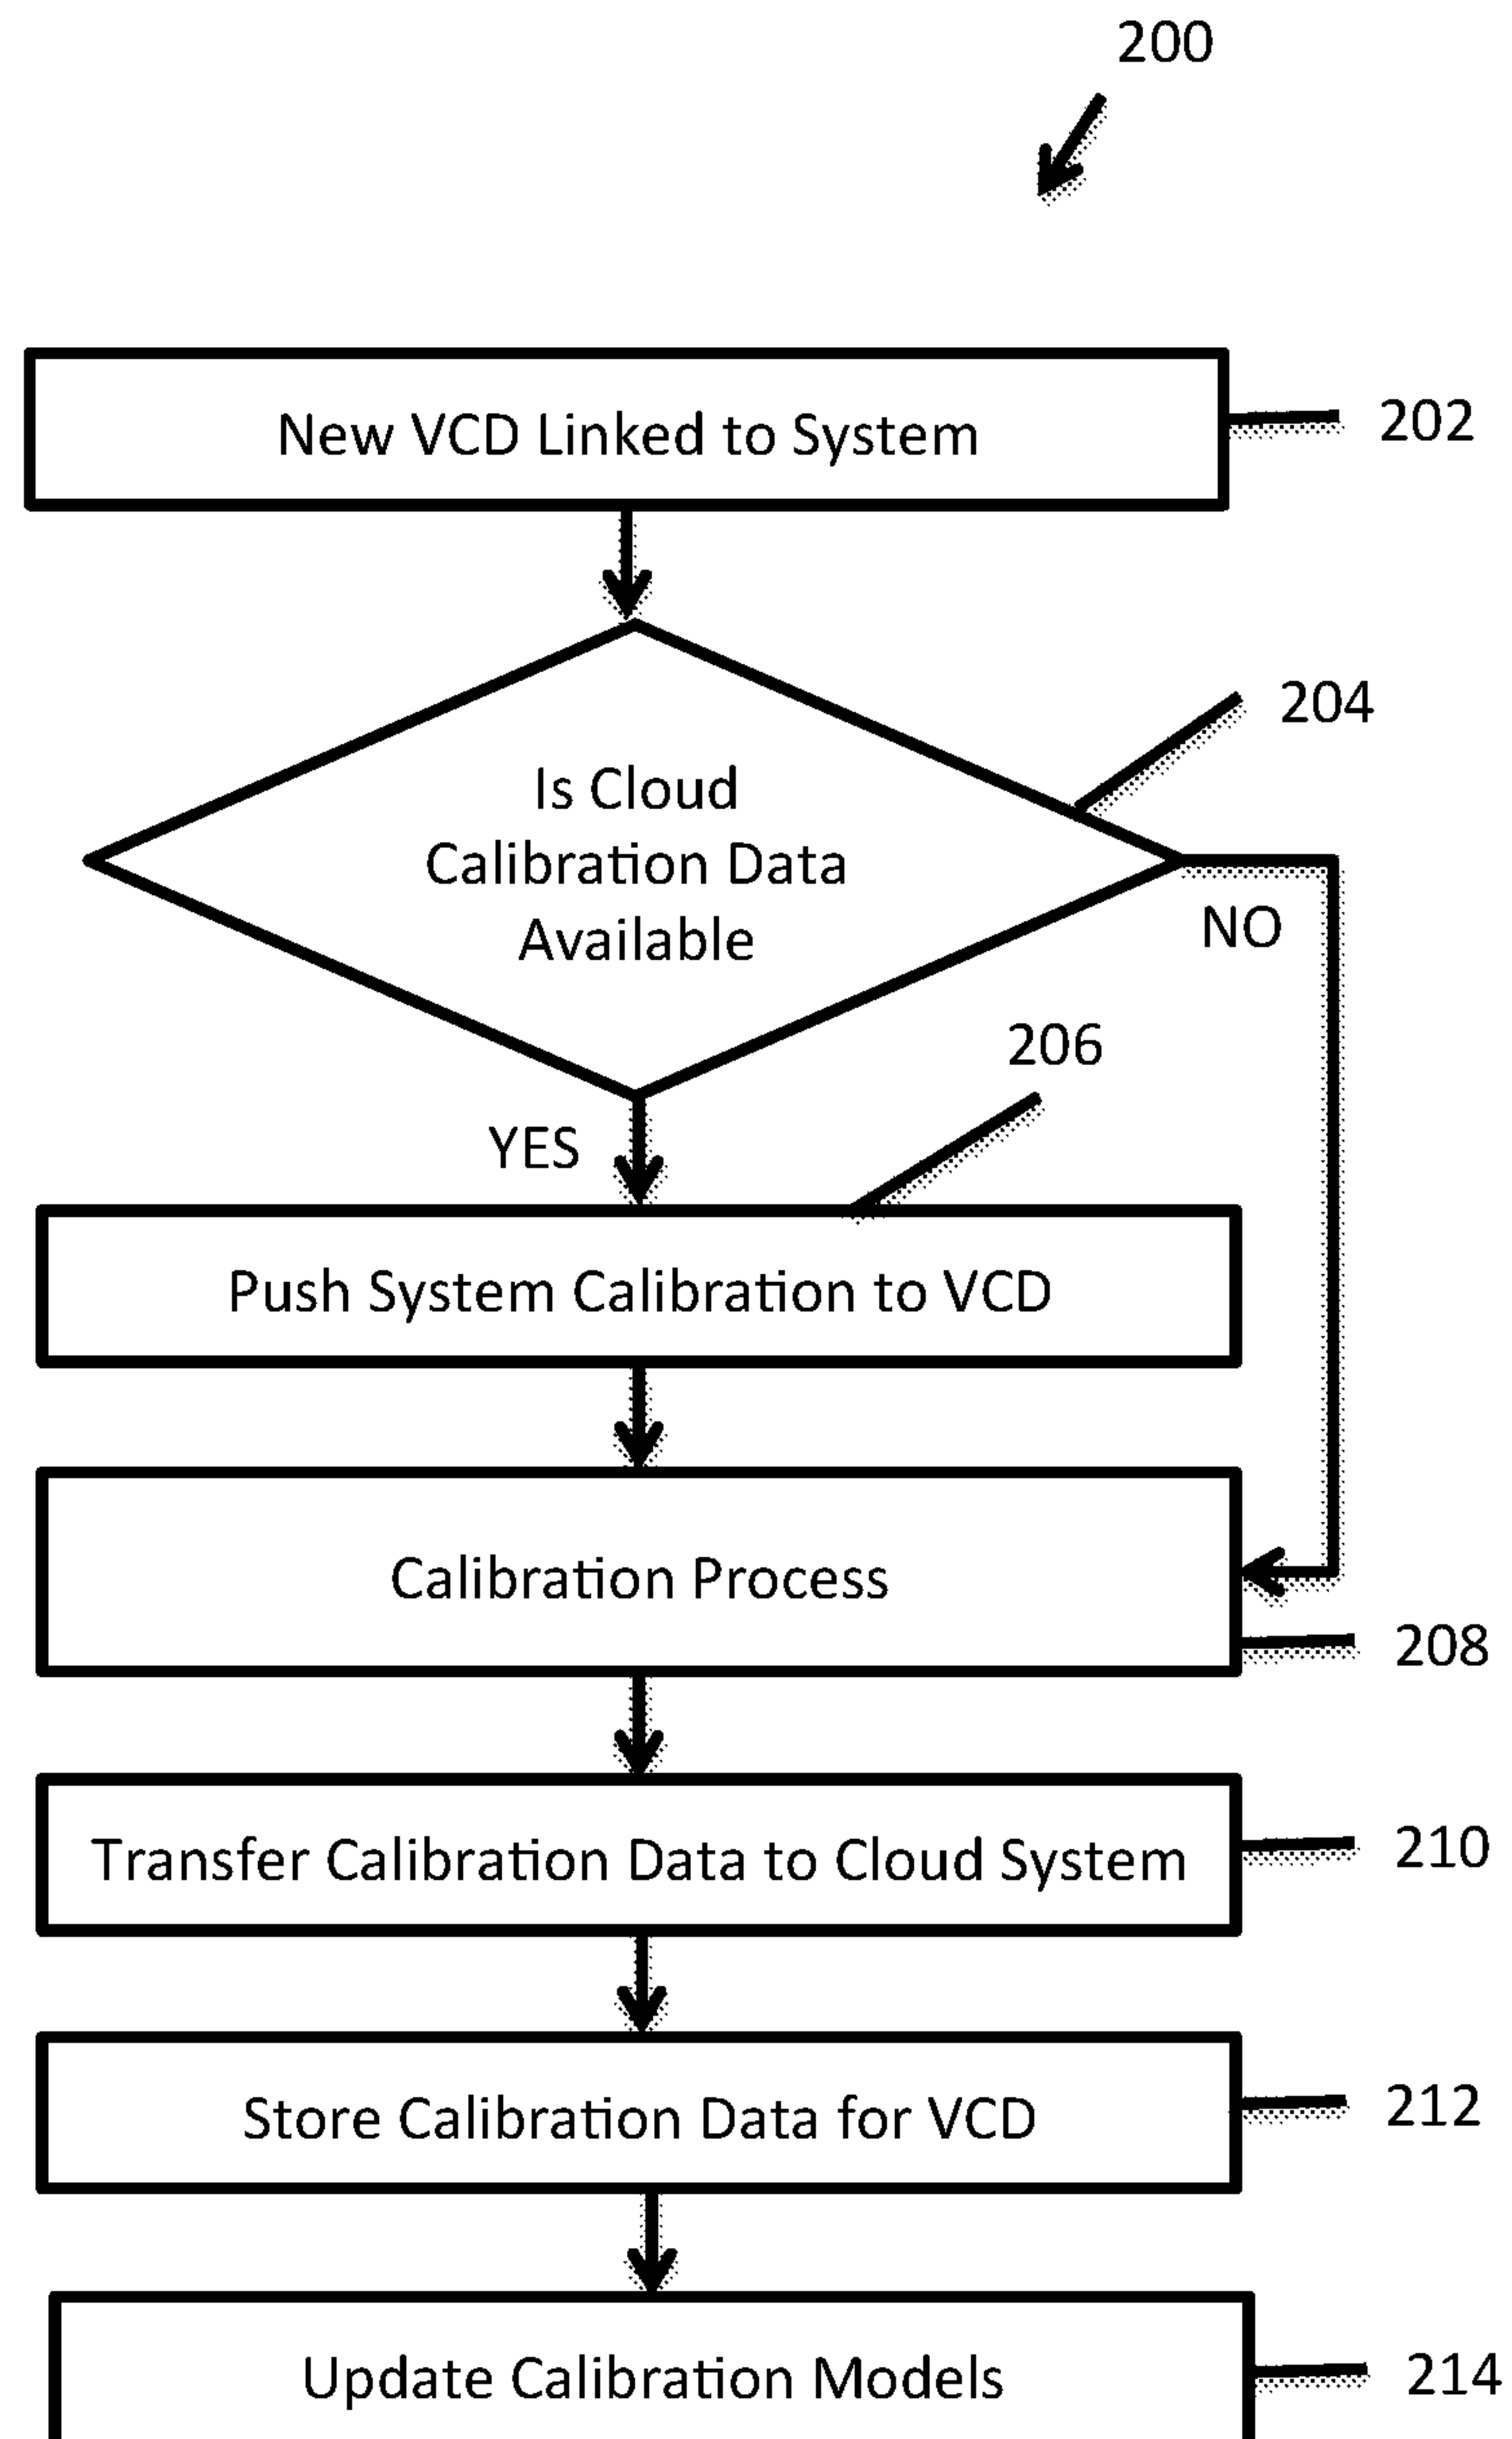 200
New VCD Linked to System
202
204
Is Cloud
Calibration Data
Available
NO
206
YES
Push System Calibration to VCD
Calibration Process
208
Transfer Calibration Data to Cloud System
210
Store Calibration Data for VCD
212
Update Calibration Models
214